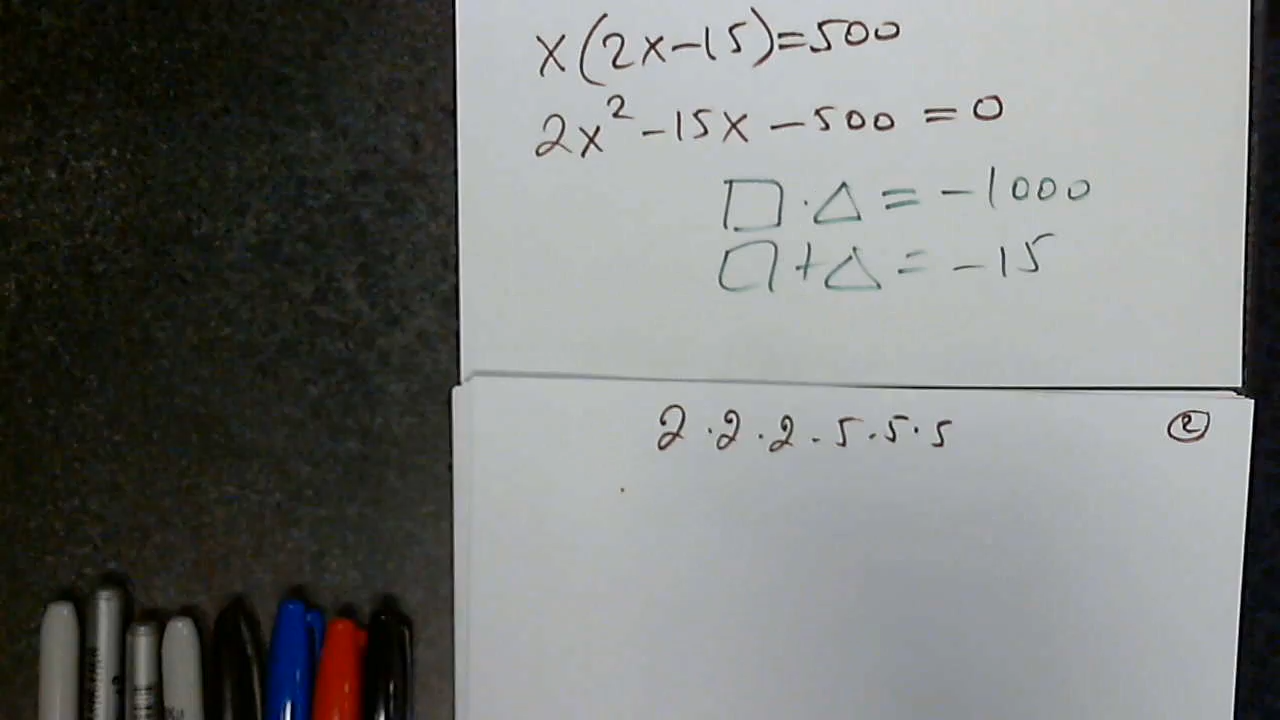 x(2x-15)=500
2x² -15x -500 = 0
□ · △ = -1000
□ + △ = -15
2 · 2 · 2 · 5 · 5 · 5
②